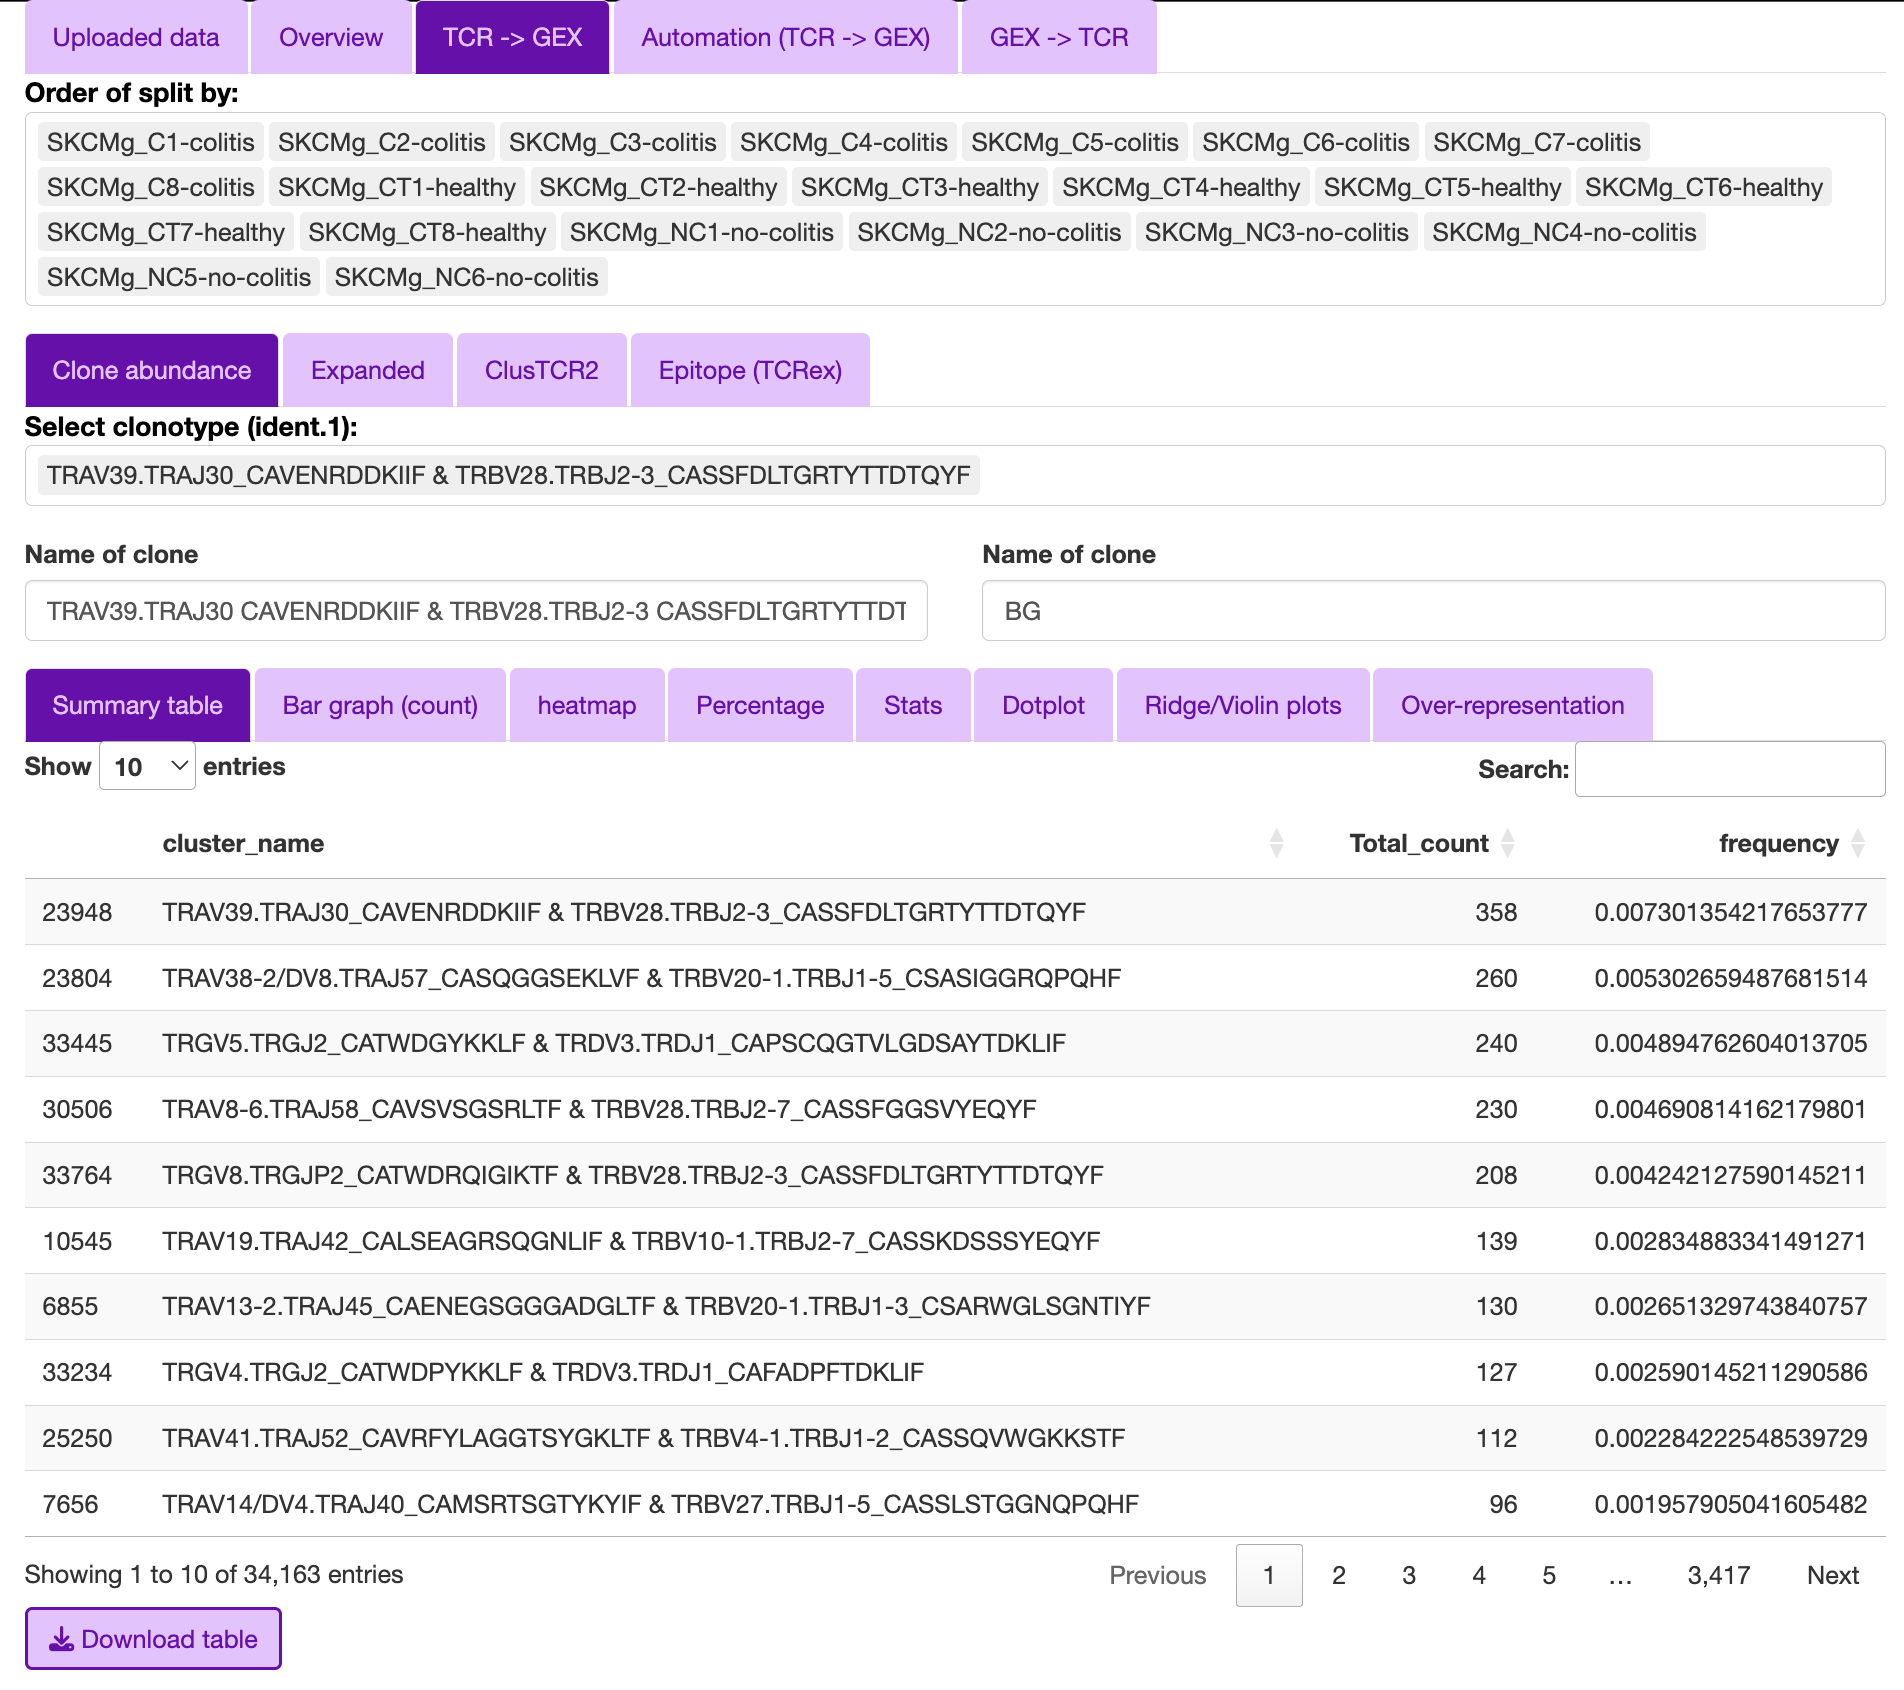 Uploaded data Overview TCR -> GEX Automation (TCR -> GEX) GEX -> TCR
Order of split by:
SKCMg_C1-colitis SKCMg_C2-colitis SKCMg_C3-colitis SKCMg_C4-colitis SKCMg_C5-colitis SKCMg_C6-colitis SKCMg_C7-colitis
SKCMg_C8-colitis SKCMg_CT1-healthy SKCMg_CT2-healthy SKCMg_CT3-healthy SKCMg_CT4-healthy SKCMg_CT5-healthy SKCMg_CT6-healthy
SKCMg_CT7-healthy SKCMg_CT8-healthy SKCMg_NC1-no-colitis SKCMg_NC2-no-colitis SKCMg_NC3-no-colitis SKCMg_NC4-no-colitis
SKCMg_NC5-no-colitis SKCMg_NC6-no-colitis
Clone abundance Expanded ClusTCR2 Epitope (TCRex)
Select clonotype (ident.1):
TRAV39.TRAJ30_CAVENRDDKIIF & TRBV28.TRBJ2-3_CASSFDLTGRTYTTDTQYF
Name of clone Name of clone
TRAV39.TRAJ30 CAVENRDDKIIF & TRBV28.TRBJ2-3 CASSFDLTGRTYTTDT BG
Summary table Bar graph (count) heatmap Percentage Stats Dotplot Ridge/Violin plots Over-representation
Show 10 entries Search:
cluster_name Total_count frequency
23948 TRAV39.TRAJ30_CAVENRDDKIIF & TRBV28.TRBJ2-3_CASSFDLTGRTYTTDTQYF 358 0.007301354217653777
23804 TRAV38-2/DV8.TRAJ57_CASQGGSEKLVF & TRBV20-1.TRBJ1-5_CSASIGGRQPQHF 260 0.005302659487681514
33445 TRGV5.TRGJ2_CATWDGYKKLF & TRDV3.TRDJ1_CAPSCQGTVLGDSAYTDKLIF 240 0.004894762604013705
30506 TRAV8-6.TRAJ58_CAVSVSGSRLTF & TRBV28.TRBJ2-7_CASSFGGSVYEQYF 230 0.004690814162179801
33764 TRGV8.TRGJP2_CATWDRQIGIKTF & TRBV28.TRBJ2-3_CASSFDLTGRTYTTDTQYF 208 0.004242127590145211
10545 TRAV19.TRAJ42_CALSEAGRSQGNLIF & TRBV10-1.TRBJ2-7_CASSKDSSSYEQYF 139 0.002834883341491271
6855 TRAV13-2.TRAJ45_CAENEGSGGGADGLTF & TRBV20-1.TRBJ1-3_CSARWGLSGNTIYF 130 0.002651329743840757
33234 TRGV4.TRGJ2_CATWDPYKKLF & TRDV3.TRDJ1_CAFADPFTDKLIF 127 0.002590145211290586
25250 TRAV41.TRAJ52_CAVRFYLAGGTSYGKLTF & TRBV4-1.TRBJ1-2_CASSQVWGKKSTF 112 0.002284222548539729
7656 TRAV14/DV4.TRAJ40_CAMSRTSGTYKYIF & TRBV27.TRBJ1-5_CASSLSTGGNQPQHF 96 0.001957905041605482
Showing 1 to 10 of 34,163 entries Previous 1 2 3 4 5 … 3,417 Next
Download table